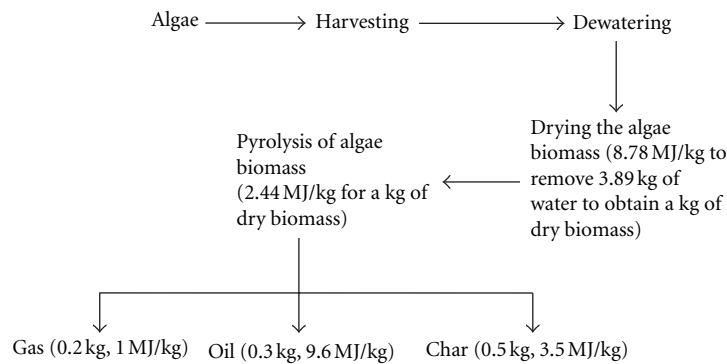 Algae
Harvesting
Dewatering
Drying the algae
biomass (8.78 MJ/kg to
remove 3.89 kg of
water to obtain a kg of
dry biomass)
Pyrolysis of algae
biomass
(2.44 MJ/kg for a kg of
dry biomass)
Gas (0.2 kg, 1 MJ/kg)
Oil (0.3 kg, 9.6 MJ/kg)
Char (0.5 kg, 3.5 MJ/kg)